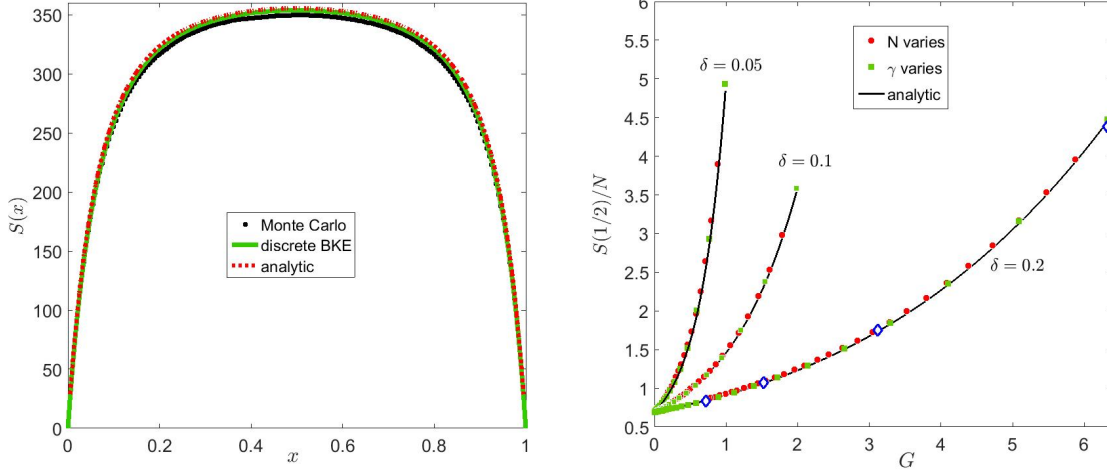 350
300
250
200
150
100
50
0
S(x)
Monte Carlo
discrete BKE
analytic
0 0.2 0.4 0.6 0.8 1
x
6
5.5
5
4.5
4
3.5
3
2.5
2
1.5
1
0.5
S(1/2)/N
N varies
γ varies
analytic
δ = 0.05
δ = 0.1
δ = 0.2
0 1 2 3 4 5 6
G